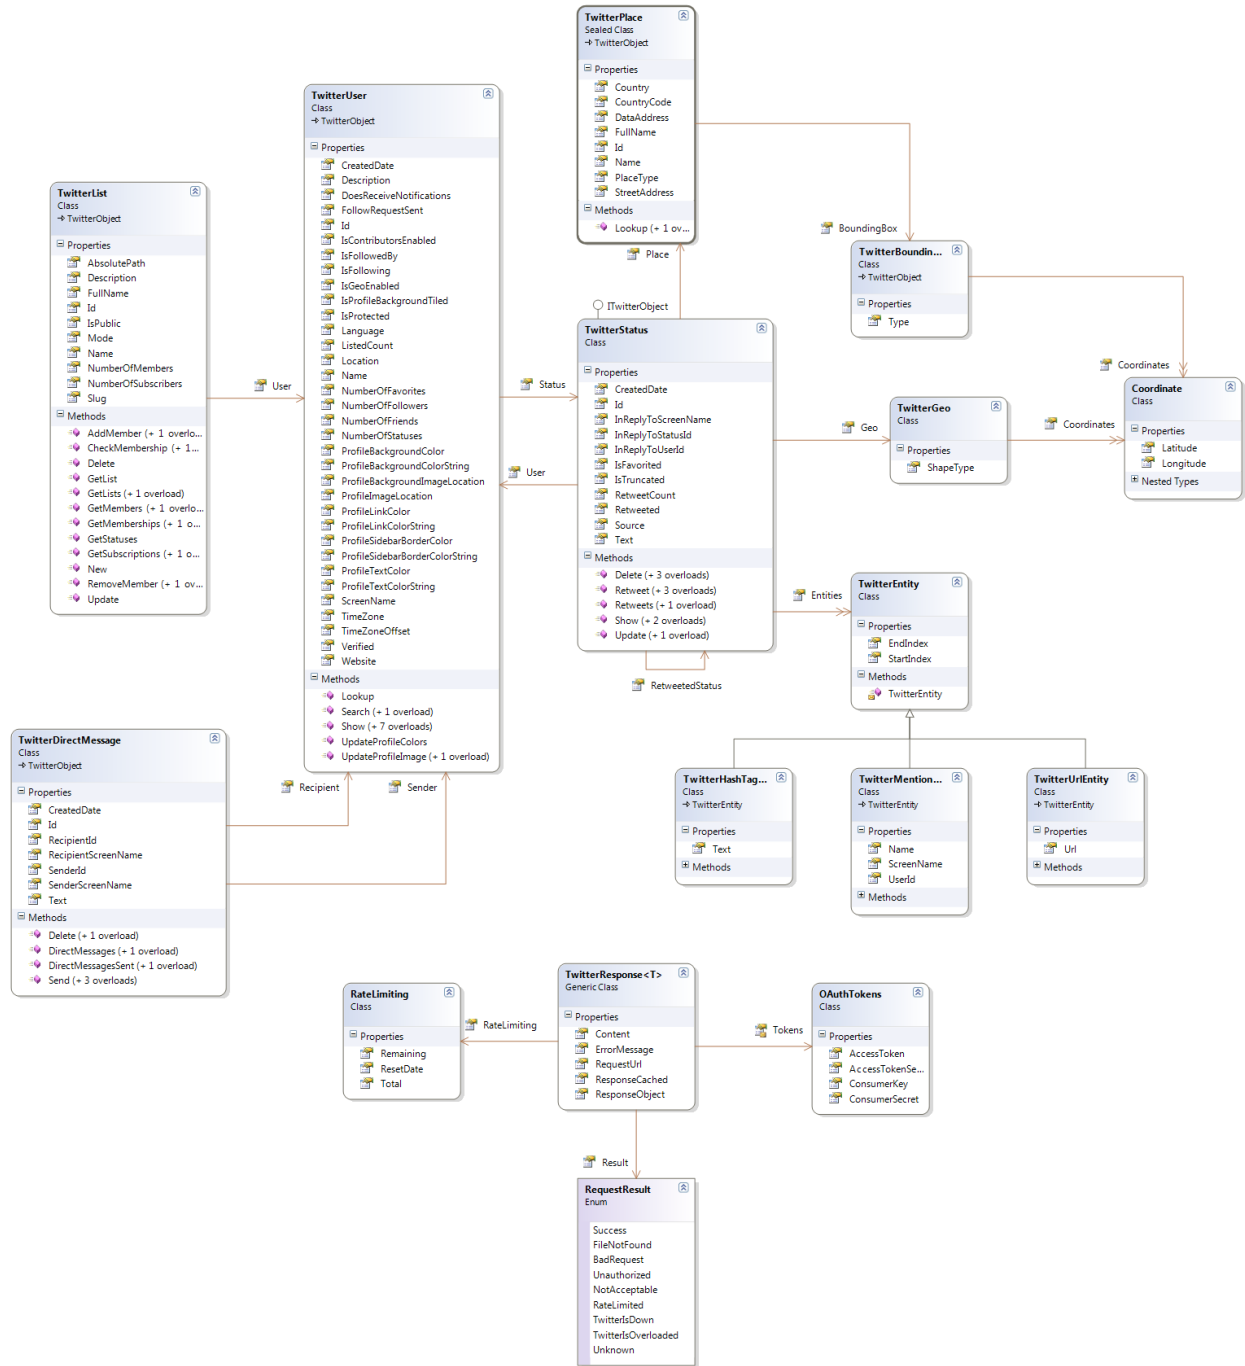 TwitterPlace
Sealed Class
TwitterObject
Properties
Country
CountryCode
DataAddress
FullName
Id
Name
PlaceType
StreetAddress
Methods
Lookup (+ 1 ov...
TwitterUser
Class
TwitterObject
Properties
CreatedDate
Description
DoesReceiveNotifications
FollowRequestSent
Id
IsContributorsEnabled
IsFollowedBy
IsFollowing
IsGeoEnabled
IsProfileBackgroundTiled
IsProtected
Language
ListedCount
Location
Name
NumberOfFavorites
NumberOfFollowers
NumberOfFriends
NumberOfStatuses
ProfileBackgroundColor
ProfileBackgroundColorString
ProfileBackgroundImageLocation
ProfileImageLocation
ProfileLinkColor
ProfileLinkColorString
ProfileSidebarBorderColor
ProfileSidebarBorderColorString
ProfileTextColor
ProfileTextColorString
ScreenName
TimeZone
TimeZoneOffset
Verified
Website
Methods
Lookup
Search (+ 1 overload)
Show (+ 7 overloads)
UpdateProfileColors
UpdateProfileImage (+ 1 overload)
TwitterList
Class
TwitterObject
Properties
AbsolutePath
Description
FullName
Id
IsPublic
Mode
Name
NumberOfMembers
NumberOfSubscribers
Slug
Methods
AddMember (+ 1 overlo...
CheckMembership (+ 1...
Delete
GetList
GetLists (+ 1 overload)
GetMembers (+ 1 overlo...
GetMemberships (+ 1 o...
GetStatuses
GetSubscriptions (+ 1 o...
New
RemoveMember (+ 1 ov...
Update
User
Status
User
Place
BoundingBox
TwitterBoundin...
Class
TwitterObject
Properties
Type
ITwitterObject
TwitterStatus
Class
Properties
CreatedDate
Id
InReplyToScreenName
InReplyToStatusId
InReplyToUserId
IsFavorited
IsTruncated
RetweetCount
Retweeted
Source
Text
Methods
Delete (+ 3 overloads)
Retweet (+ 3 overloads)
Retweets (+ 1 overload)
Show (+ 2 overloads)
Update (+ 1 overload)
RetweetedStatus
Geo
TwitterGeo
Class
Properties
ShapeType
Coordinates
Coordinates
Coordinate
Class
Properties
Latitude
Longitude
Nested Types
Entities
TwitterEntity
Class
Properties
EndIndex
StartIndex
Methods
TwitterEntity
TwitterHashTag...
Class
TwitterEntity
Properties
Text
Methods
TwitterMention...
Class
TwitterEntity
Properties
Name
ScreenName
UserId
Methods
TwitterUrlEntity
Class
TwitterEntity
Properties
Url
Methods
TwitterDirectMessage
Class
TwitterObject
Properties
CreatedDate
Id
RecipientId
RecipientScreenName
SenderId
SenderScreenName
Text
Methods
Delete (+ 1 overload)
DirectMessages (+ 1 overload)
DirectMessagesSent (+ 1 overload)
Send (+ 3 overloads)
Recipient
Sender
RateLimiting
Class
Properties
Remaining
ResetDate
Total
RateLimiting
TwitterResponse<T>
Generic Class
Properties
Content
ErrorMessage
RequestUrl
ResponseCached
ResponseObject
Tokens
OAuthTokens
Class
Properties
AccessToken
AccessTokenSe...
ConsumerKey
ConsumerSecret
Result
RequestResult
Enum
Success
FileNotFound
BadRequest
Unauthorized
NotAcceptable
RateLimited
TwitterIsDown
TwitterIsOverloaded
Unknown